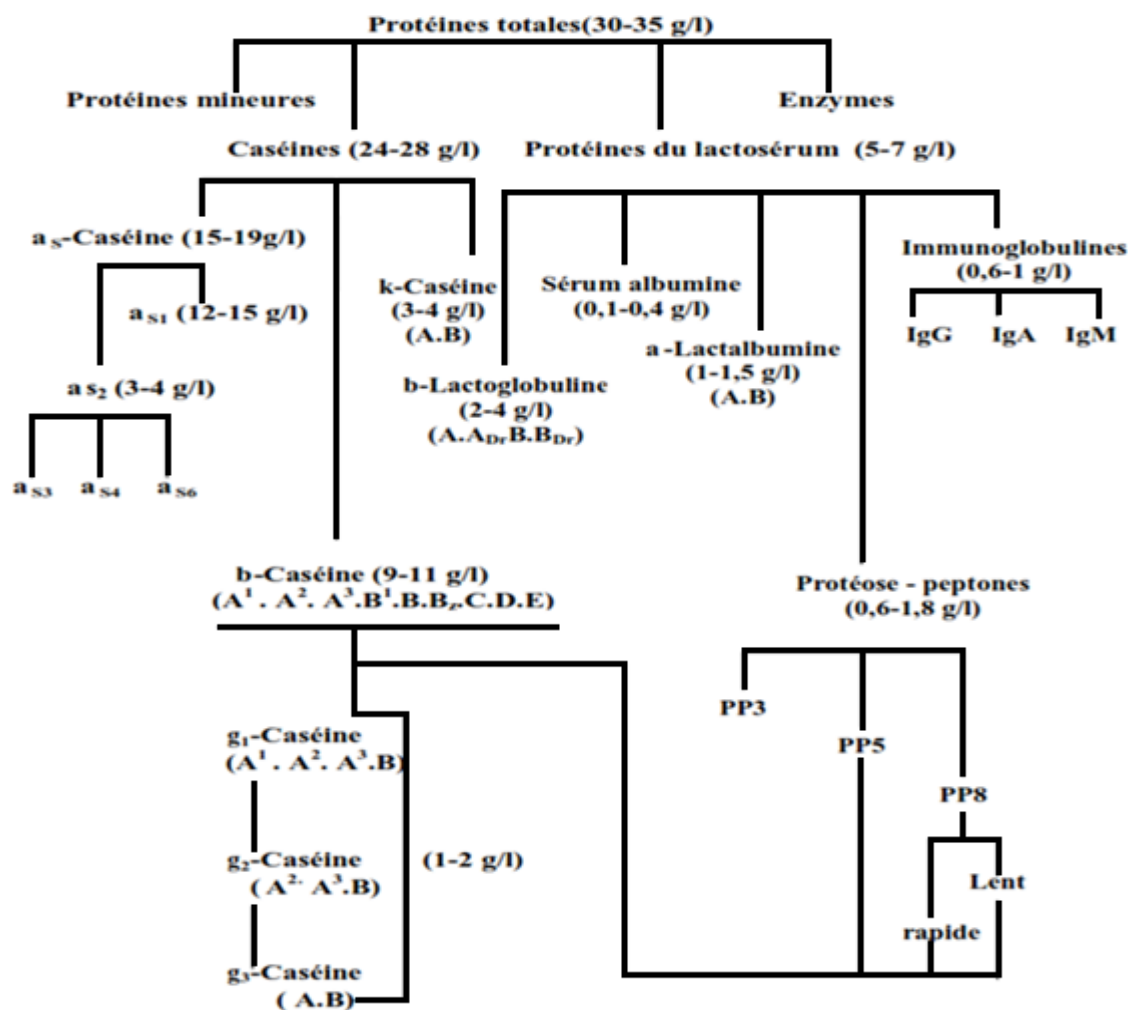 Protéines totales(30-35 g/l)
Protéines mineures
Enzymes
Caséines (24-28 g/l)
Protéines du lactosérum (5-7 g/l)
a S-Caséine (15-19g/l)
a S1 (12-15 g/l)
a s2 (3-4 g/l)
a S3 a S4 a S6
k-Caséine
(3-4 g/l)
(A.B)
b-Lactoglobuline
(2-4 g/l)
(A.ADr B.BDr)
Sérum albumine
(0,1-0,4 g/l)
a -Lactalbumine
(1-1,5 g/l)
(A.B)
Immunoglobulines
(0,6-1 g/l)
IgG IgA IgM
b-Caséine (9-11 g/l)
(A¹ . A². A³.B¹.B.Bz.C.D.E)
Protéose - peptones
(0,6-1,8 g/l)
g₁-Caséine
(A¹ . A². A³.B)
g₂-Caséine
( A²· A³.B)
g₃-Caséine
( A.B)
(1-2 g/l)
PP3
PP5
PP8
Lent
rapide